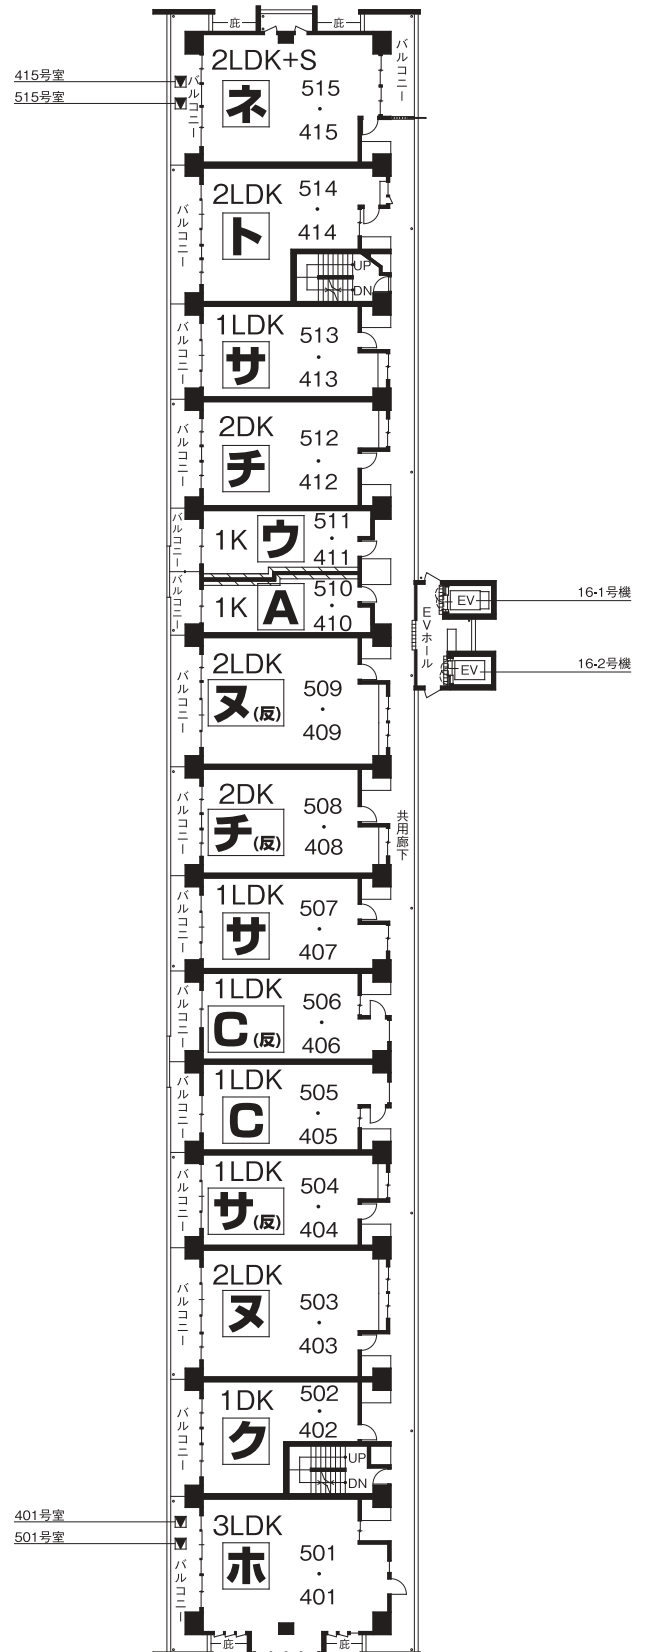 庇
庇
バルコニー
2LDK+S
415号室
バルコニー
ネ
515
・
415
515号室
2LDK
514
・
414
バルコニー
ト
UP
DN
1LDK
513
・
413
バルコニー
サ
2DK
512
・
412
バルコニー
チ
1K
ウ
511
・
411
バルコニー
1K
A
510
・
410
バルコニー
EVホール
EV
16-1号機
EV
16-2号機
2LDK
509
・
409
バルコニー
ヌ(反)
2DK
508
・
408
バルコニー
チ(反)
共用廊下
1LDK
507
・
407
バルコニー
サ
1LDK
506
・
406
バルコニー
C(反)
1LDK
505
・
405
バルコニー
C
1LDK
504
・
404
バルコニー
サ(反)
2LDK
503
・
403
バルコニー
ヌ
1DK
502
・
402
バルコニー
ク
UP
DN
401号室
3LDK
501号室
バルコニー
ホ
501
・
401
庇
庇